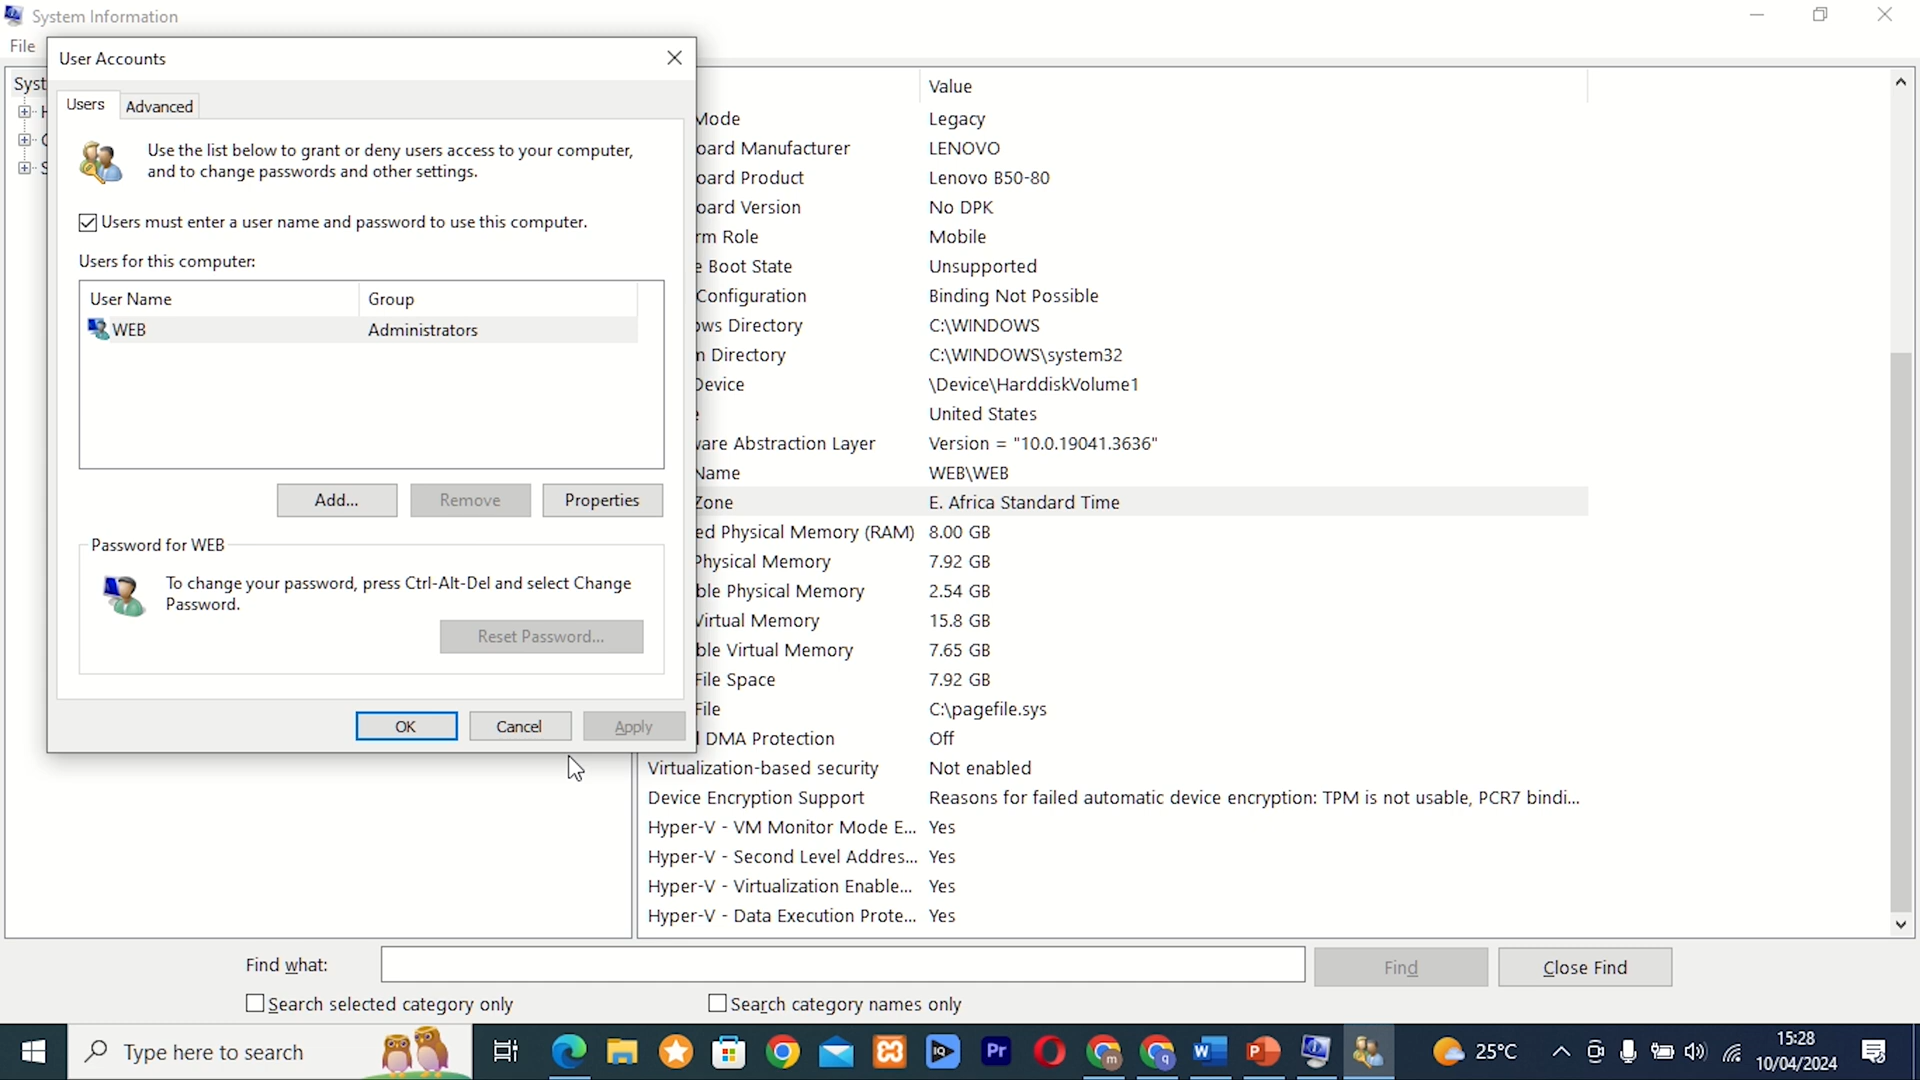 System Information
File
User Accounts
Syst
Users
Advanced
Use the list below to grant or deny users access to your computer,
and to change passwords and other settings.
Users must enter a user name and password to use this computer.
Users for this computer:
User Name Group
WEB Administrators
Add... Remove Properties
Password for WEB
To change your password, press Ctrl-Alt-Del and select Change
Password.
Reset Password...
OK Cancel Apply
Value
Mode Legacy
oard Manufacturer LENOVO
oard Product Lenovo B50-80
oard Version No DPK
rm Role Mobile
e Boot State Unsupported
Configuration Binding Not Possible
ows Directory C:\WINDOWS
m Directory C:\WINDOWS\system32
Device \Device\HarddiskVolume1
e United States
ware Abstraction Layer Version = "10.0.19041.3636"
Name WEB\WEB
Zone E. Africa Standard Time
ed Physical Memory (RAM) 8.00 GB
Physical Memory 7.92 GB
ble Physical Memory 2.54 GB
Virtual Memory 15.8 GB
ble Virtual Memory 7.65 GB
File Space 7.92 GB
File C:\pagefile.sys
l DMA Protection Off
Virtualization-based security Not enabled
Device Encryption Support Reasons for failed automatic device encryption: TPM is not usable, PCR7 bindi...
Hyper-V - VM Monitor Mode E... Yes
Hyper-V - Second Level Addres... Yes
Hyper-V - Virtualization Enable... Yes
Hyper-V - Data Execution Prote... Yes
Find what: Find Close Find
Search selected category only Search category names only
Type here to search
IQ
Pr
m
q
W
P
25°C
15:28
10/04/2024